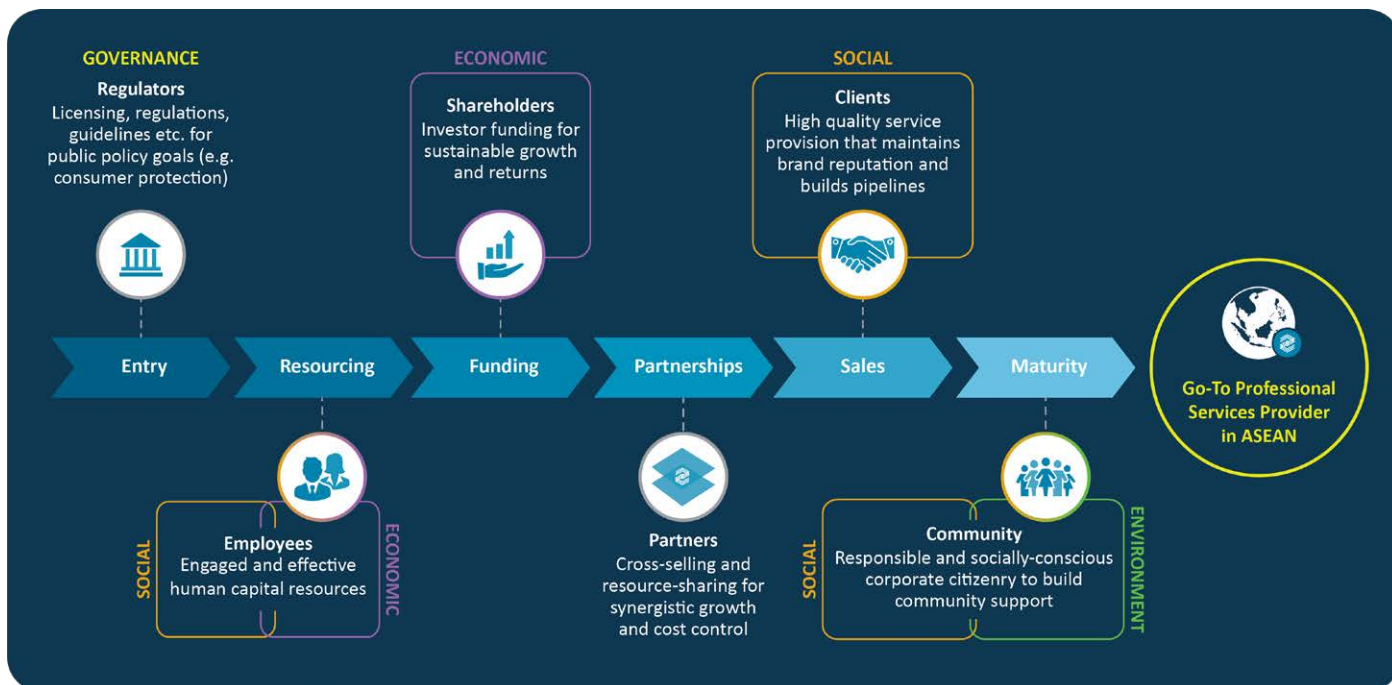 GOVERNANCE
Regulators
Licensing, regulations,
guidelines etc. for
public policy goals (e.g.
consumer protection)
ECONOMIC
Shareholders
Investor funding for
sustainable growth
and returns
SOCIAL
Clients
High quality service
provision that maintains
brand reputation and
builds pipelines
Entry
Resourcing
Funding
Partnerships
Sales
Maturity
Go-To Professional
Services Provider
in ASEAN
SOCIAL
Employees
Engaged and effective
human capital resources
ECONOMIC
Partners
Cross-selling and
resource-sharing for
synergistic growth
and cost control
SOCIAL
Community
Responsible and socially-conscious
corporate citizenry to build
community support
ENVIRONMENT